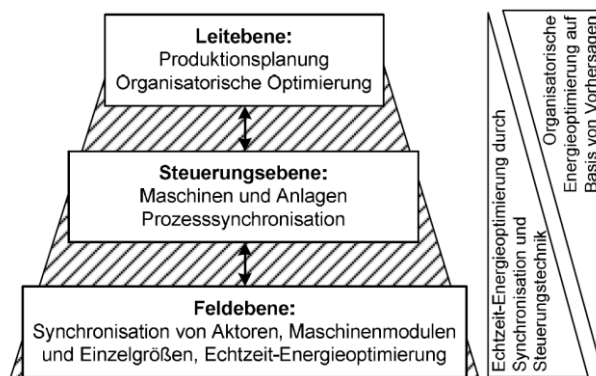 Leitebene:
Produktionsplanung
Organisatorische Optimierung
Steuerungsebene:
Maschinen und Anlagen
Prozesssynchronisation
Feldebene:
Synchronisation von Aktoren, Maschinenmodulen
und Einzelgrößen, Echtzeit-Energieoptimierung
Echtzeit-Energieoptimierung durch
Synchronisation und
Steuerungstechnik
Organisatorische
Energieoptimierung auf
Basis von Vorhersagen